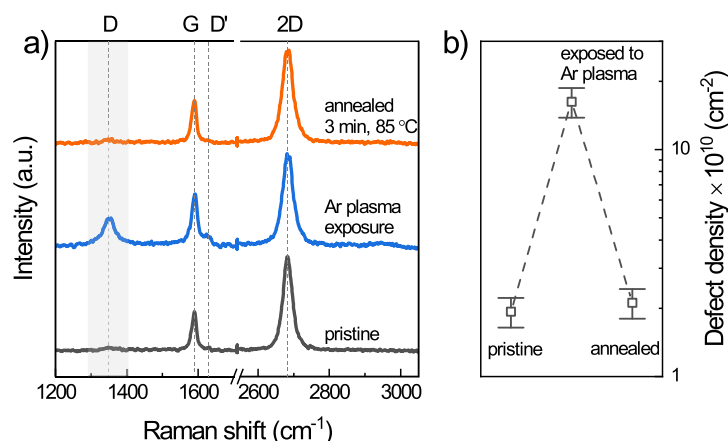 D G D' 2D
a)
annealed
3 min, 85 °C
Ar plasma
exposure
pristine
Intensity (a.u.)
1200 1400 1600 2600 2800 3000
Raman shift (cm⁻¹)
b)
exposed to
Ar plasma
pristine
annealed
10
1
Defect density × 10¹⁰ (cm⁻²)